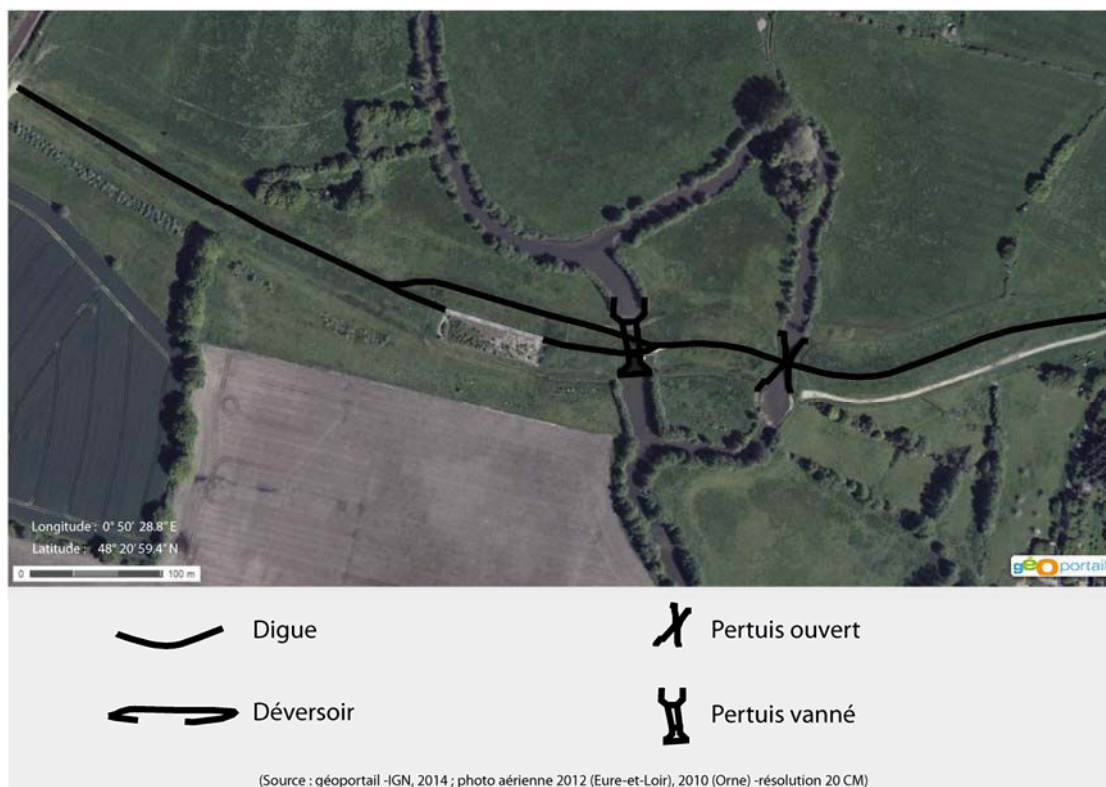 Longitude : 0° 50' 28.8" E
Latitude : 48° 20' 59.4" N
0 100 m
géoportail
Digue
Pertuis ouvert
Déversoir
Pertuis vanné
(Source : géoportail -IGN, 2014 ; photo aérienne 2012 (Eure-et-Loir), 2010 (Orne) -résolution 20 CM)